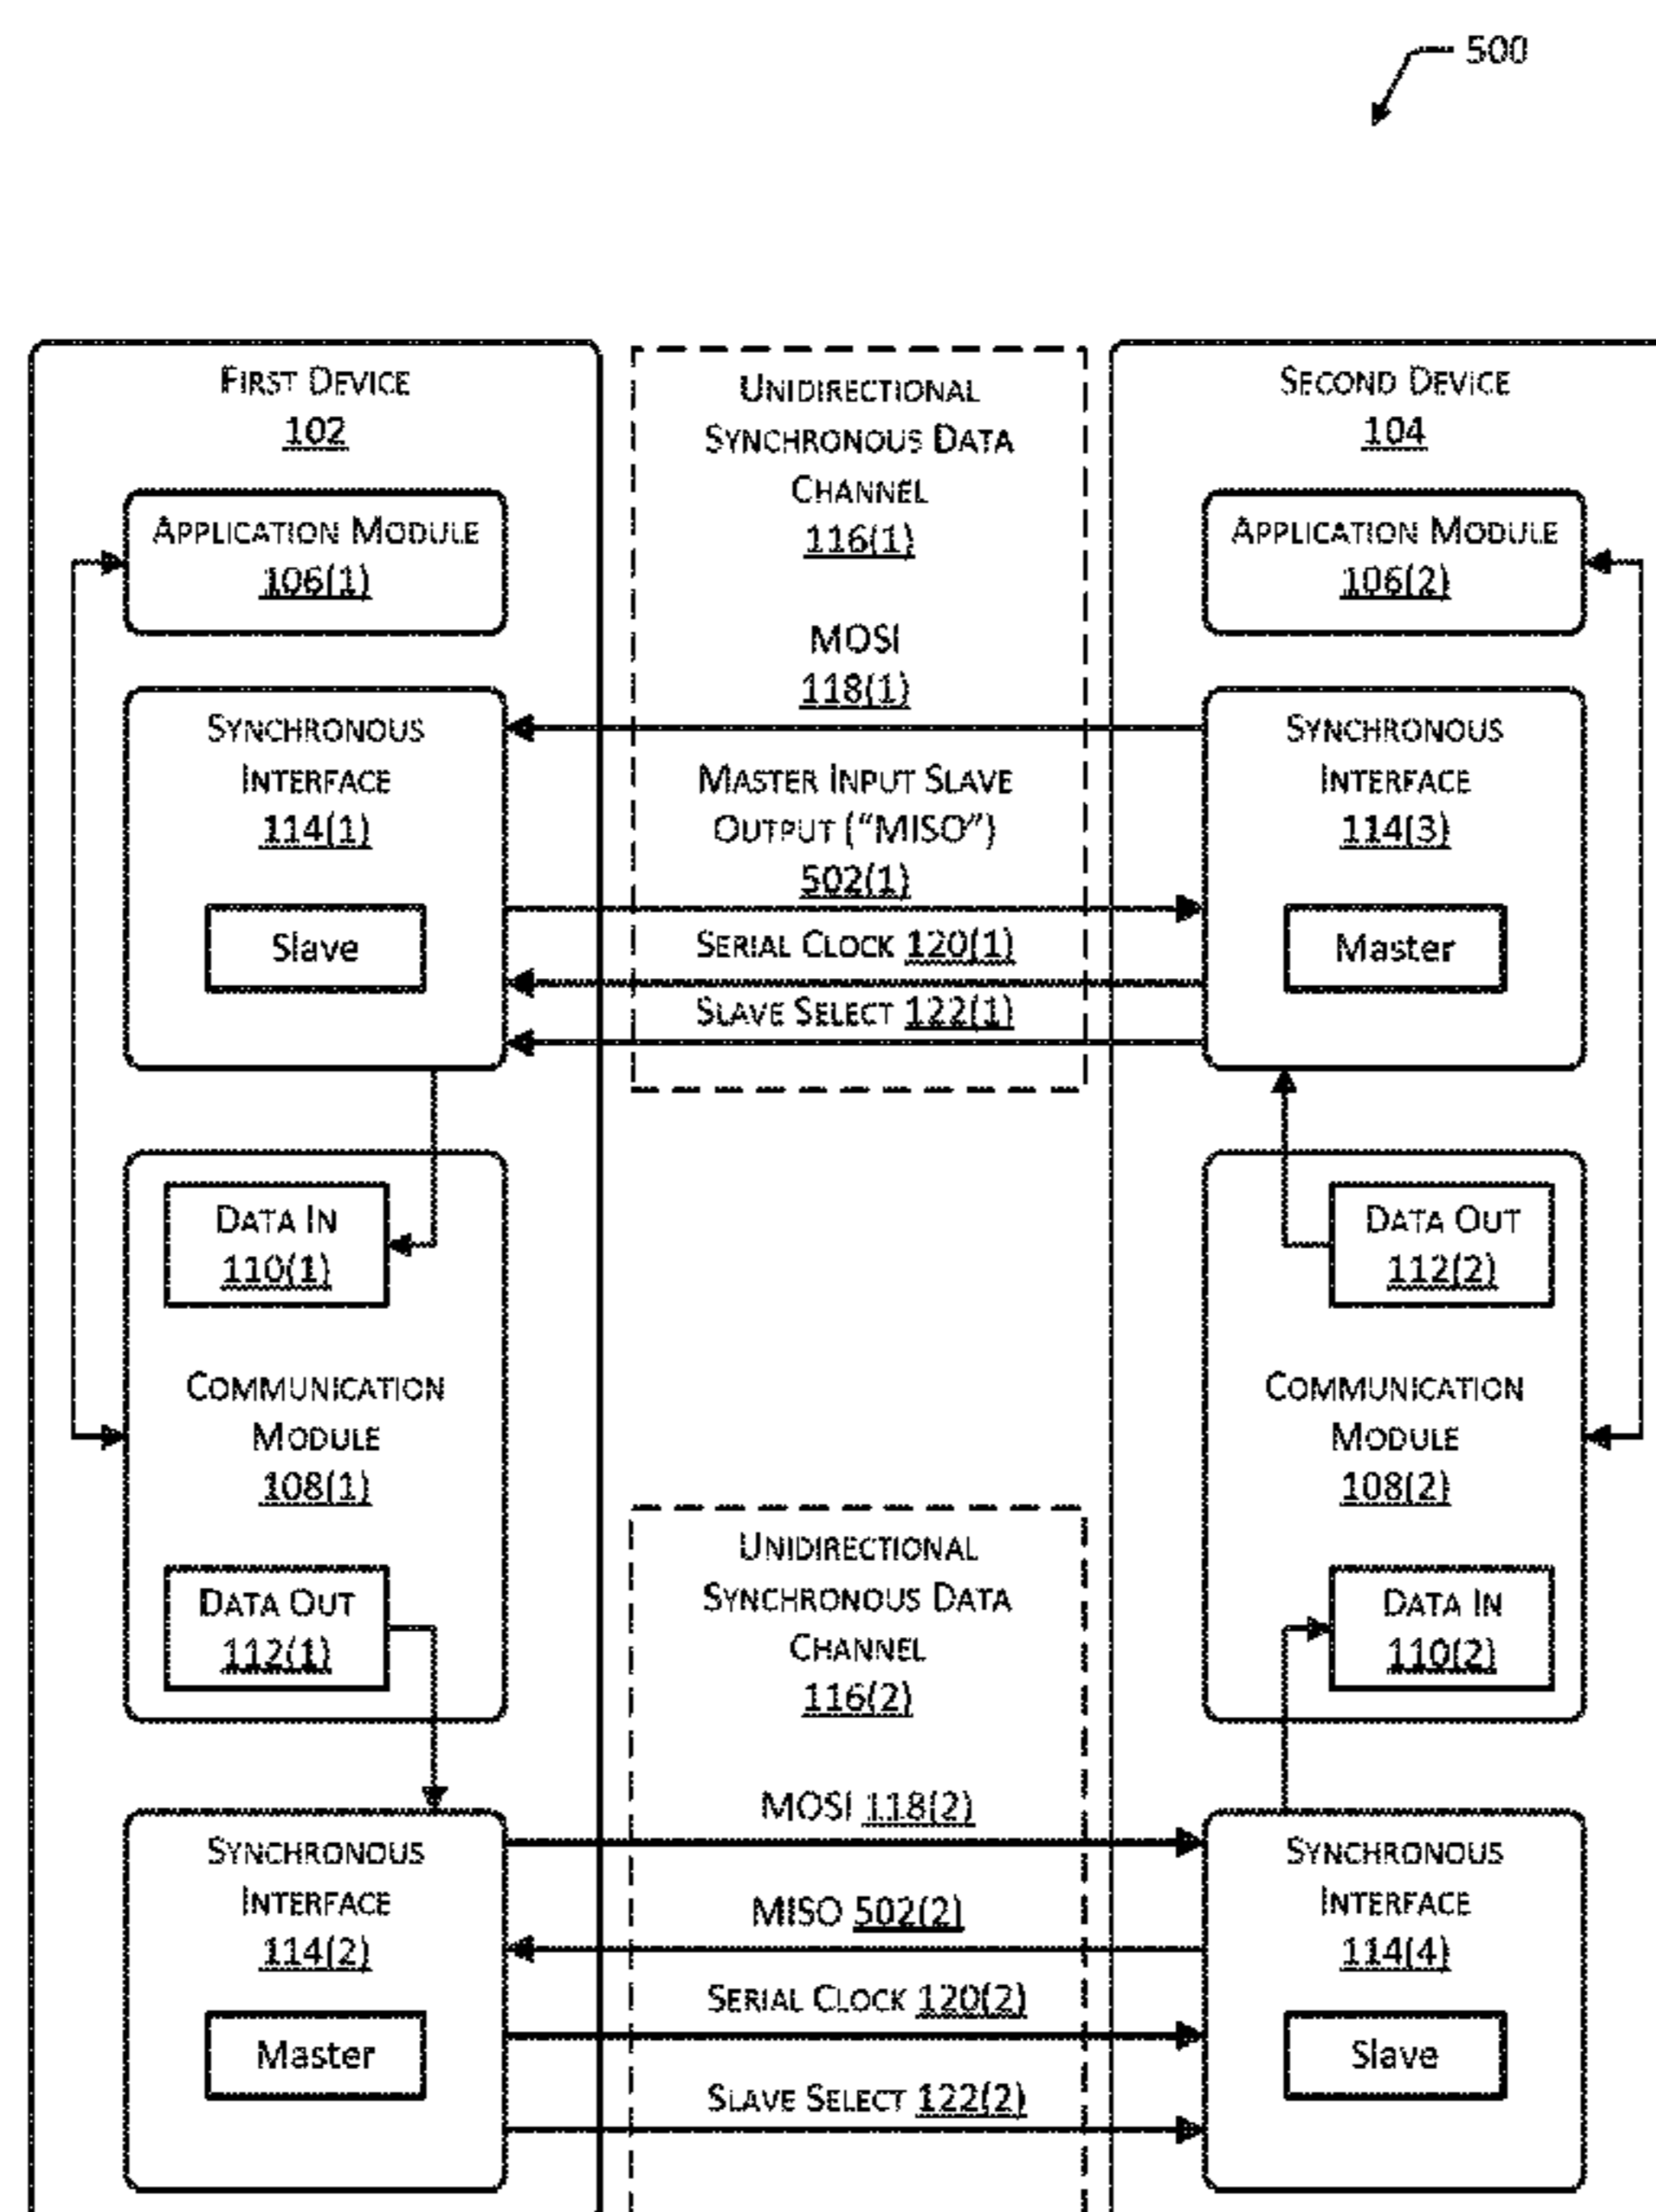 500
FIRST DEVICE
102
APPLICATION MODULE
106(1)
SYNCHRONOUS
INTERFACE
114(1)
Slave
DATA IN
110(1)
COMMUNICATION
MODULE
108(1)
DATA OUT
112(1)
SYNCHRONOUS
INTERFACE
114(2)
Master
UNIDIRECTIONAL
SYNCHRONOUS DATA
CHANNEL
116(1)
MOSI
118(1)
MASTER INPUT SLAVE
OUTPUT ("MISO")
502(1)
SERIAL CLOCK 120(1)
SLAVE SELECT 122(1)
UNIDIRECTIONAL
SYNCHRONOUS DATA
CHANNEL
116(2)
MOSI 118(2)
MISO 502(2)
SERIAL CLOCK 120(2)
SLAVE SELECT 122(2)
SECOND DEVICE
104
APPLICATION MODULE
106(2)
SYNCHRONOUS
INTERFACE
114(3)
Master
DATA OUT
112(2)
COMMUNICATION
MODULE
108(2)
DATA IN
110(2)
SYNCHRONOUS
INTERFACE
114(4)
Slave